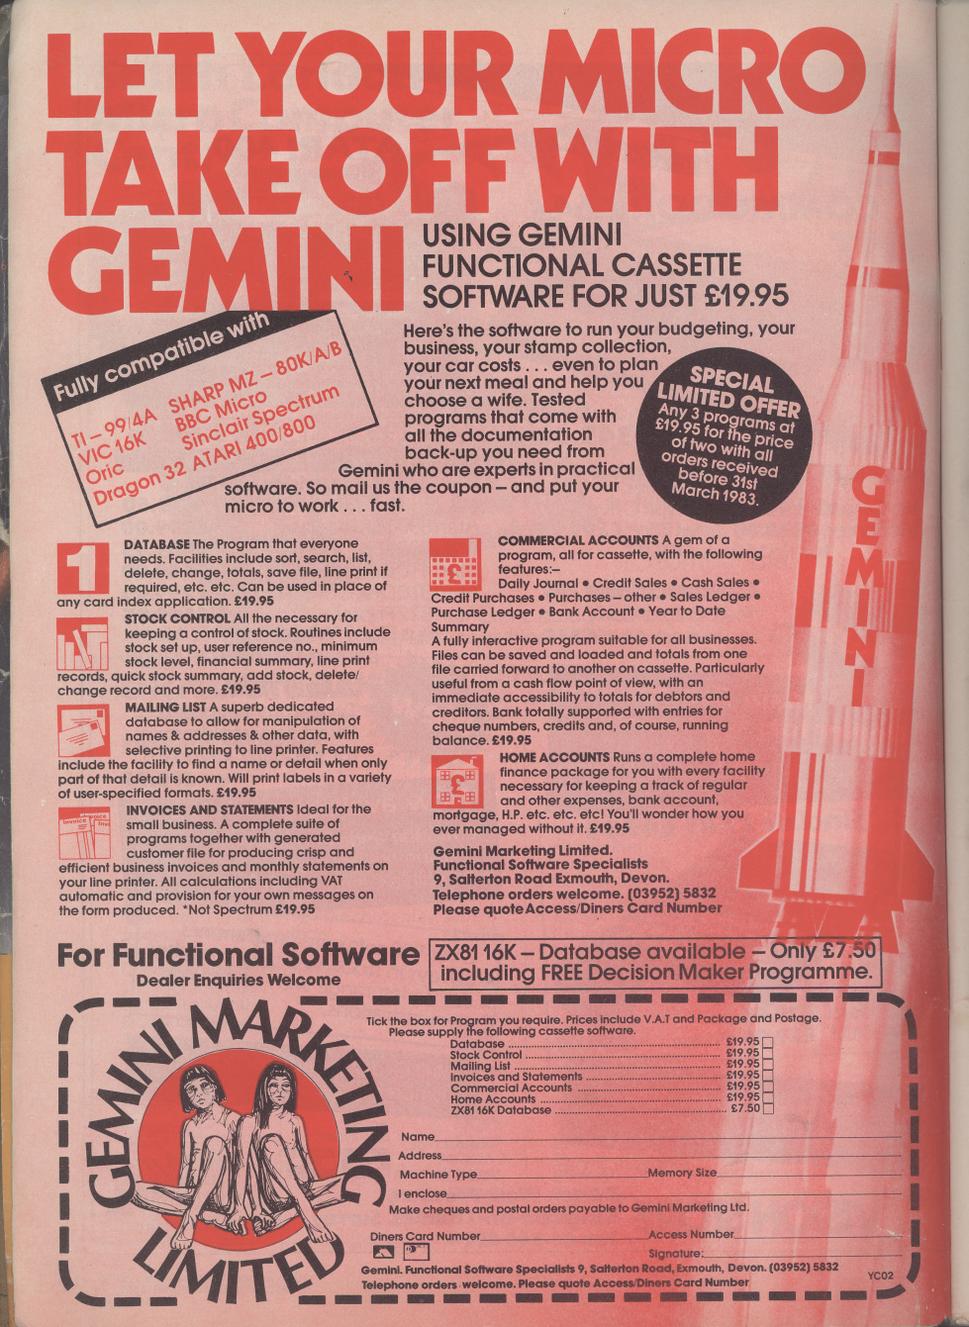 LET YOUR MICRO
TAKE OFF WITH
GEMINI
USING GEMINI
FUNCTIONAL CASSETTE
SOFTWARE FOR JUST £19.95
Fully compatible with
TI – 99/4A SHARP MZ – 80K/A/B
VIC 16K BBC Micro
Oric Sinclair Spectrum
Dragon 32 ATARI 400/800
Here's the software to run your budgeting, your
business, your stamp collection,
your car costs . . . even to plan
your next meal and help you
choose a wife. Tested
programs that come with
all the documentation
back-up you need from
Gemini who are experts in practical
software. So mail us the coupon – and put your
micro to work . . . fast.
SPECIAL
LIMITED OFFER
Any 3 programs at
£19.95 for the price
of two with all
orders received
before 31st
March 1983.
GEMINI
1
DATABASE The Program that everyone
needs. Facilities include sort, search, list,
delete, change, totals, save file, line print if
required, etc. etc. Can be used in place of
any card index application. £19.95
STOCK CONTROL All the necessary for
keeping a control of stock. Routines include
stock set up, user reference no., minimum
stock level, financial summary, line print
records, quick stock summary, add stock, delete/
change record and more. £19.95
MAILING LIST A superb dedicated
database to allow for manipulation of
names & addresses & other data, with
selective printing to line printer. Features
include the facility to find a name or detail when only
part of that detail is known. Will print labels in a variety
of user-specified formats. £19.95
Invoice
INVOICES AND STATEMENTS Ideal for the
small business. A complete suite of
programs together with generated
customer file for producing crisp and
efficient business invoices and monthly statements on
your line printer. All calculations including VAT
automatic and provision for your own messages on
the form produced. *Not Spectrum £19.95
£
COMMERCIAL ACCOUNTS A gem of a
program, all for cassette, with the following
features:–
Daily Journal ● Credit Sales ● Cash Sales ●
Credit Purchases ● Purchases – other ● Sales Ledger ●
Purchase Ledger ● Bank Account ● Year to Date
Summary
A fully interactive program suitable for all businesses.
Files can be saved and loaded and totals from one
file carried forward to another on cassette. Particularly
useful from a cash flow point of view, with an
immediate accessibility to totals for debtors and
creditors. Bank totally supported with entries for
cheque numbers, credits and, of course, running
balance. £19.95
£
HOME ACCOUNTS Runs a complete home
finance package for you with every facility
necessary for keeping a track of regular
and other expenses, bank account,
mortgage, H.P. etc. etc. etc! You'll wonder how you
ever managed without it. £19.95
Gemini Marketing Limited.
Functional Software Specialists
9, Salterton Road Exmouth, Devon.
Telephone orders welcome. (03952) 5832
Please quote Access/Diners Card Number
For Functional Software
Dealer Enquiries Welcome
ZX81 16K – Database available – Only £7.50
including FREE Decision Maker Programme.
GEMINI MARKETING
LIMITED
Tick the box for Program you require. Prices include V.A.T and Package and Postage.
Please supply the following cassette software.
Database £19.95
Stock Control £19.95
Mailing List £19.95
Invoices and Statements £19.95
Commercial Accounts £19.95
Home Accounts £19.95
ZX81 16K Database £7.50
Name
Address
Machine Type Memory Size
I enclose
Make cheques and postal orders payable to Gemini Marketing Ltd.
Diners Card Number Access Number
Signature:
Gemini. Functional Software Specialists 9, Salterton Road, Exmouth, Devon. (03952) 5832
Telephone orders welcome. Please quote Access/Diners Card Number
YC02